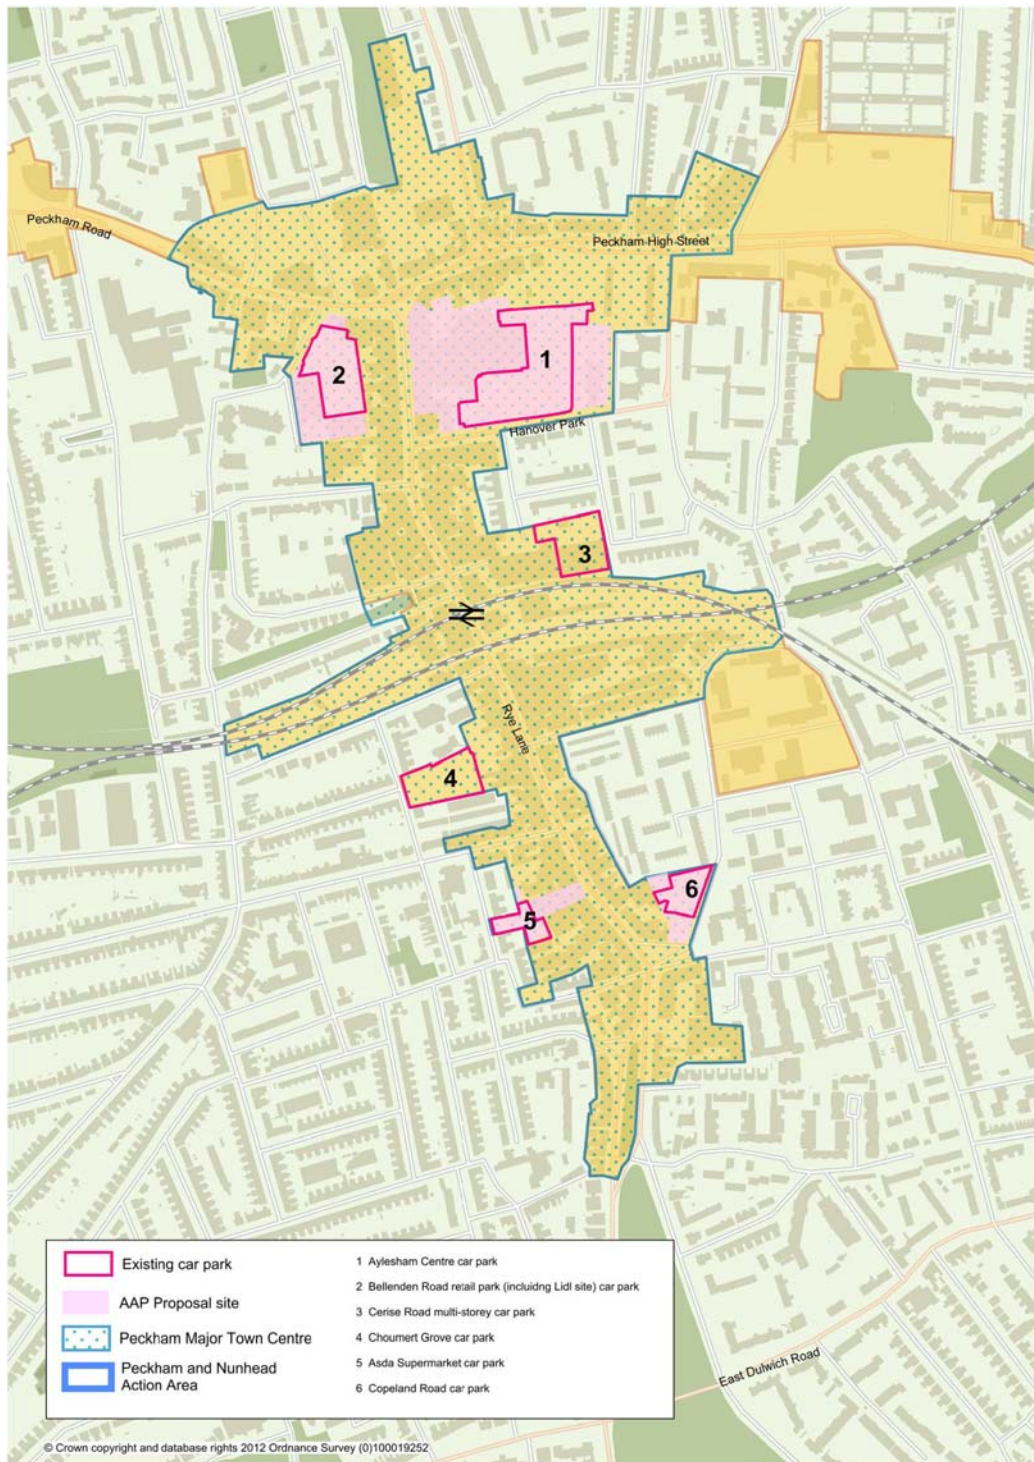 Peckham Road
Peckham High Street
1
2
Hanover Park
3
Rye Lane
4
6
5
Existing car park
AAP Proposal site
Peckham Major Town Centre
Peckham and Nunhead
Action Area
1 Aylesham Centre car park
2 Bellenden Road retail park (incluidng Lidl site) car park
3 Cerise Road multi-storey car park
4 Choumert Grove car park
5 Asda Supermarket car park
6 Copeland Road car park
East Dulwich Road
© Crown copyright and database rights 2012 Ordnance Survey (0)100019252